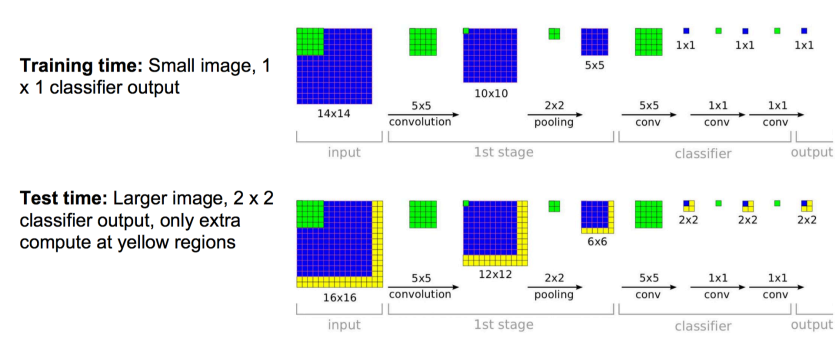 Training time: Small image, 1
x 1 classifier output
14x14
5x5
convolution
10x10
2x2
pooling
5x5
5x5
conv
1x1
1x1
conv
1x1
1x1
conv
1x1
input
1st stage
classifier
output
Test time: Larger image, 2 x 2
classifier output, only extra
compute at yellow regions
16x16
5x5
convolution
12x12
2x2
pooling
6x6
5x5
conv
2x2
1x1
conv
2x2
1x1
conv
2x2
input
1st stage
classifier
output